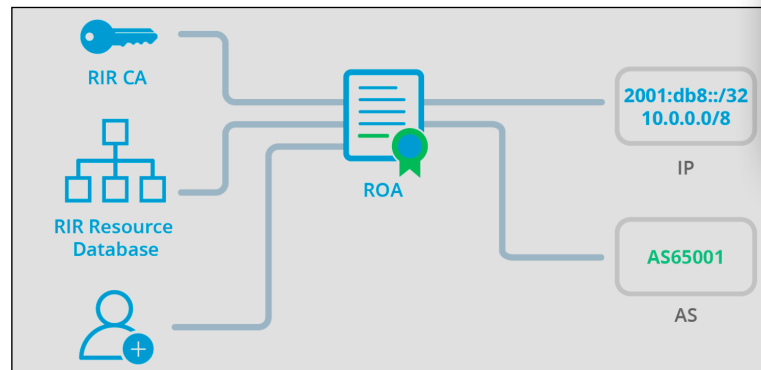 RIR CA
RIR Resource
Database
ROA
2001:db8::/32
10.0.0.0/8
IP
AS65001
AS